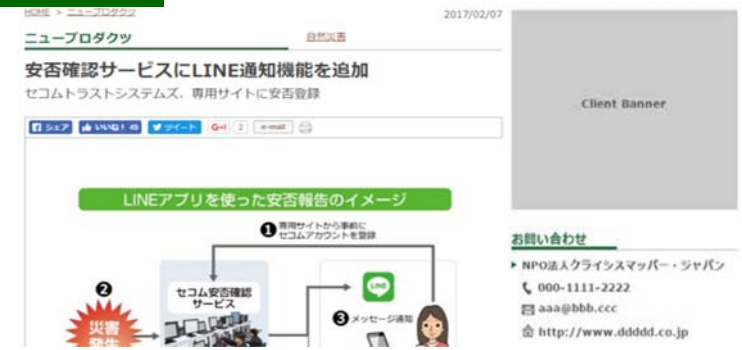 HOME > ニュープロダクツ
2017/02/07
ニュープロダクツ
自然災害
安否確認サービスにLINE通知機能を追加
セコムトラストシステムズ、専用サイトに安否登録
シェア いいね! 49 ツイート G+1 2 e-mail
LINEアプリを使った安否報告のイメージ
❶ 専用サイトから事前に
セコムアカウントを登録
❷
災害
発生
セコム安否確認
サービス
LINE
❸ メッセージ通知
Client Banner
お問い合わせ
NPO法人クライシスマッパー・ジャパン
000-1111-2222
aaa@bbb.ccc
http://www.ddddd.co.jp